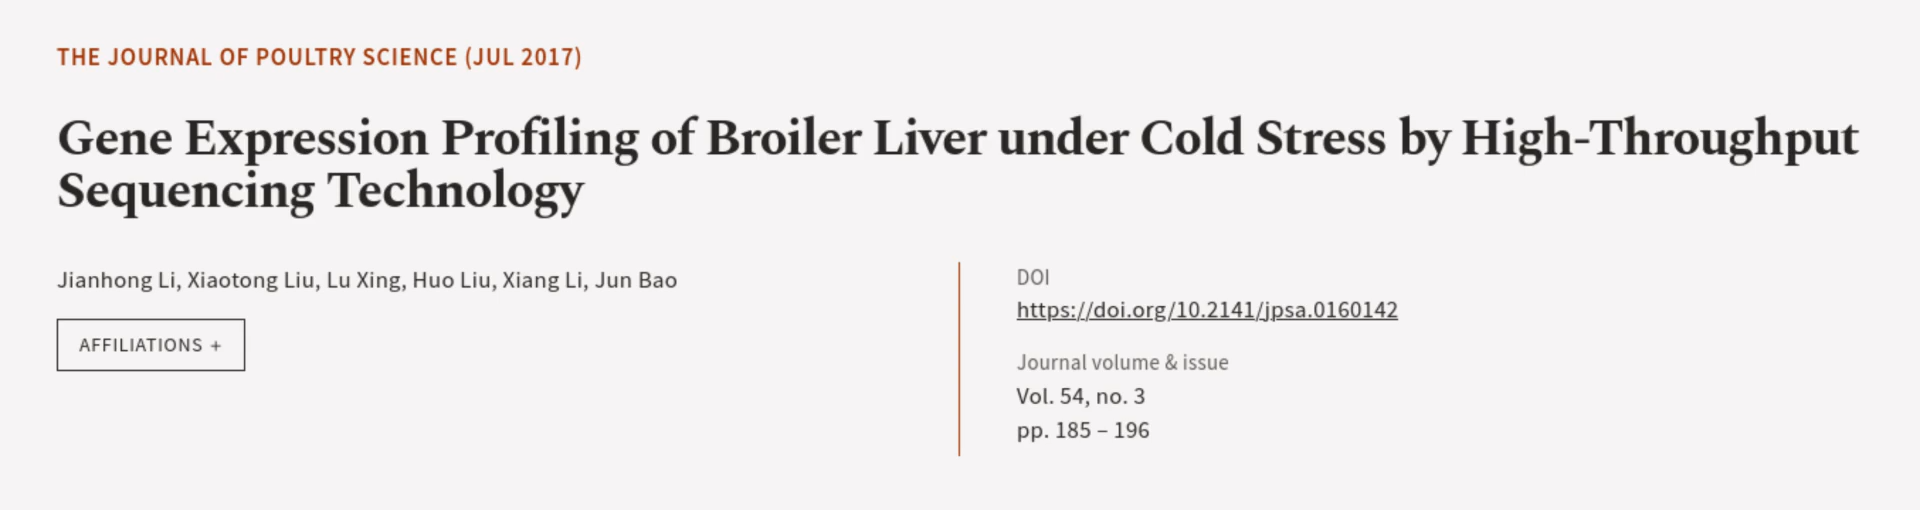 THE JOURNAL OF POULTRY SCIENCE (JUL 2017)
Gene Expression Profiling of Broiler Liver under Cold Stress by High-Throughput
Sequencing Technology
Jianhong Li, Xiaotong Liu, Lu Xing, Huo Liu, Xiang Li, Jun Bao
AFFILIATIONS +
DOI
https://doi.org/10.2141/jpsa.0160142
Journal volume & issue
Vol. 54, no. 3
pp. 185 – 196